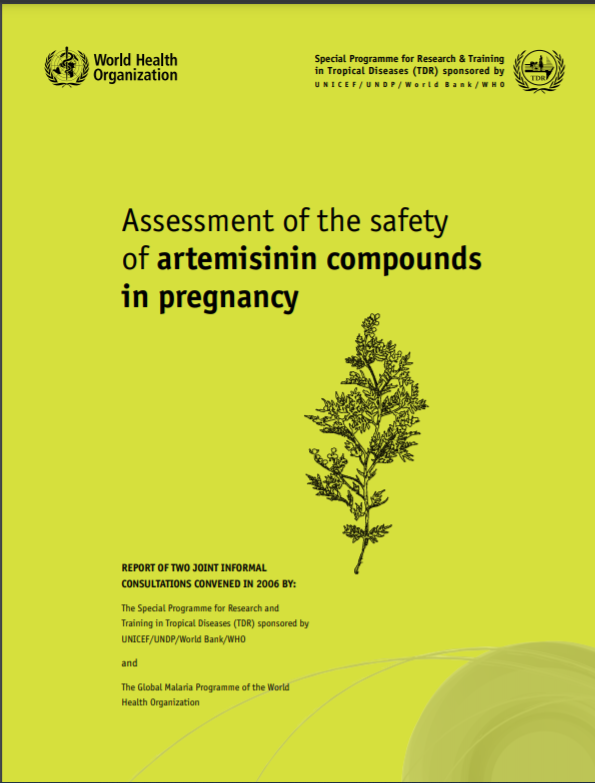 World Health
Organization
Special Programme for Research & Training
in Tropical Diseases (TDR) sponsored by
UNICEF/UNDP/World Bank/WHO
TDR
Assessment of the safety
of artemisinin compounds
in pregnancy
REPORT OF TWO JOINT INFORMAL
CONSULTATIONS CONVENED IN 2006 BY:
The Special Programme for Research and
Training in Tropical Diseases (TDR) sponsored by
UNICEF/UNDP/World Bank/WHO
and
The Global Malaria Programme of the World
Health Organization